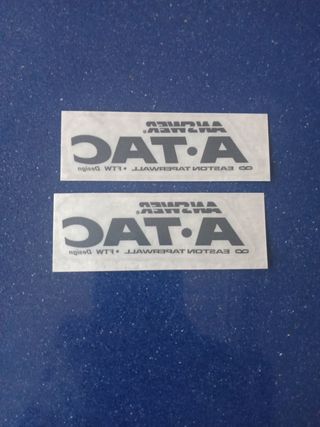 ANSWER®
A•TAC
EASTON TAPERWALL • FTW Design
ANSWER®
A•TAC
EASTON TAPERWALL • FTW Design